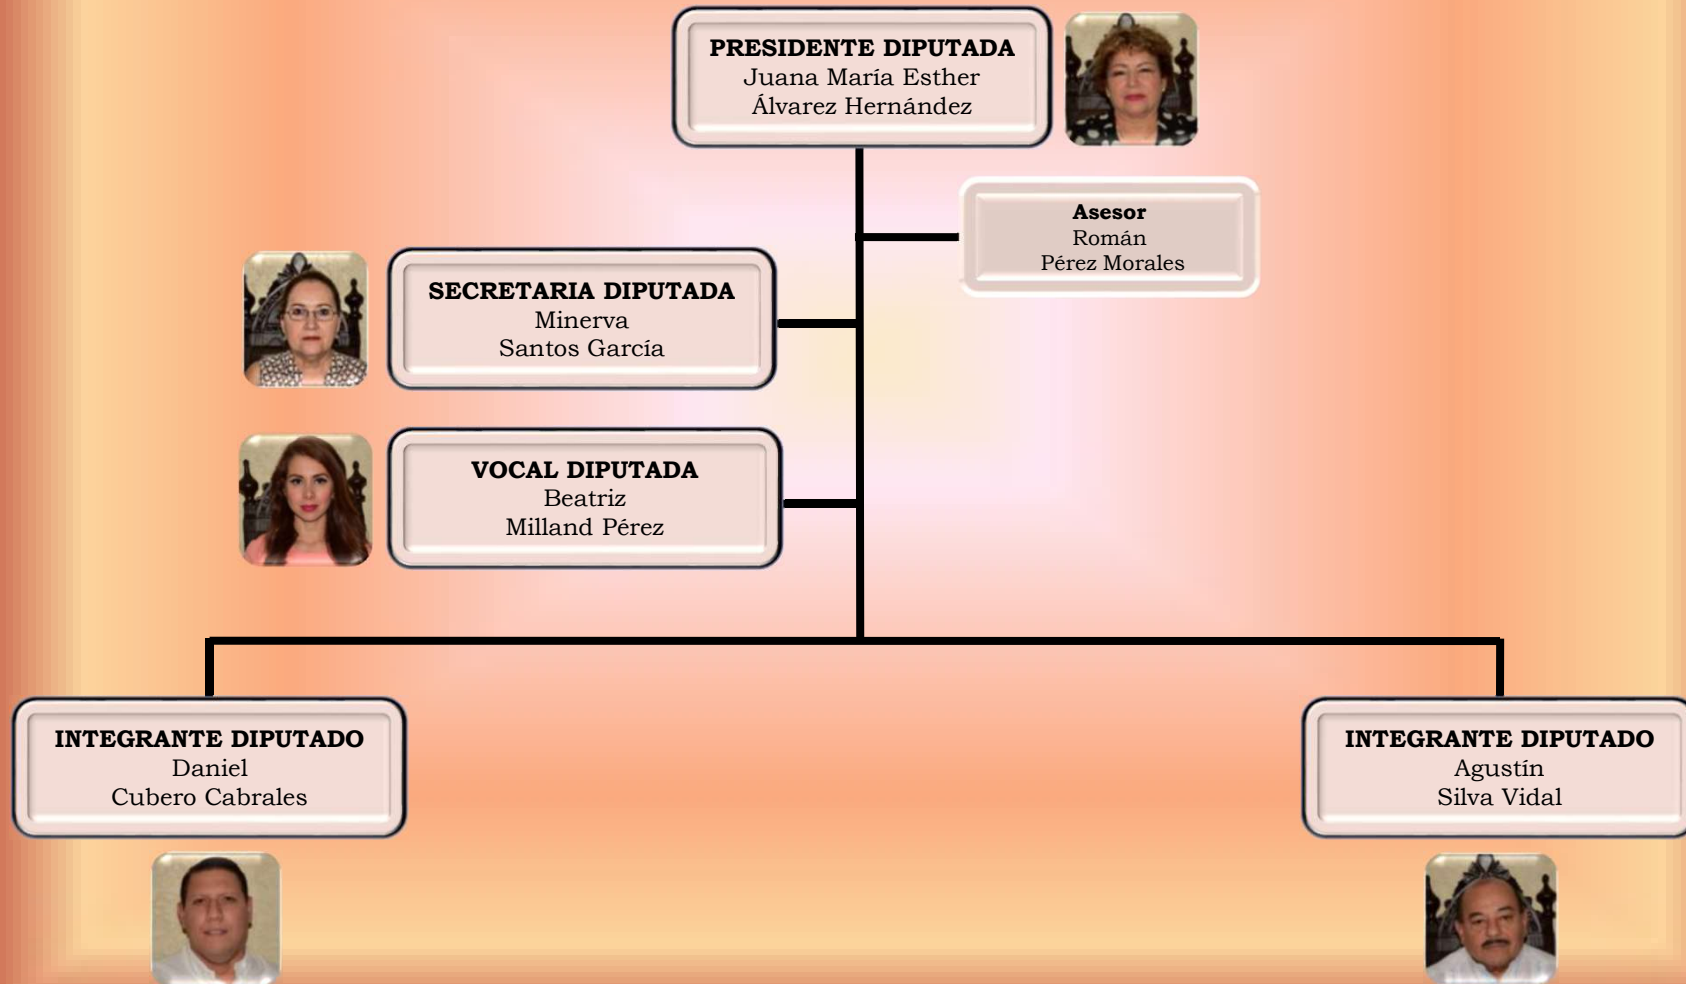 PRESIDENTE DIPUTADA
Juana María Esther
Álvarez Hernández
Asesor
Román
Pérez Morales
SECRETARIA DIPUTADA
Minerva
Santos García
VOCAL DIPUTADA
Beatriz
Milland Pérez
INTEGRANTE DIPUTADO
Daniel
Cubero Cabrales
INTEGRANTE DIPUTADO
Agustín
Silva Vidal